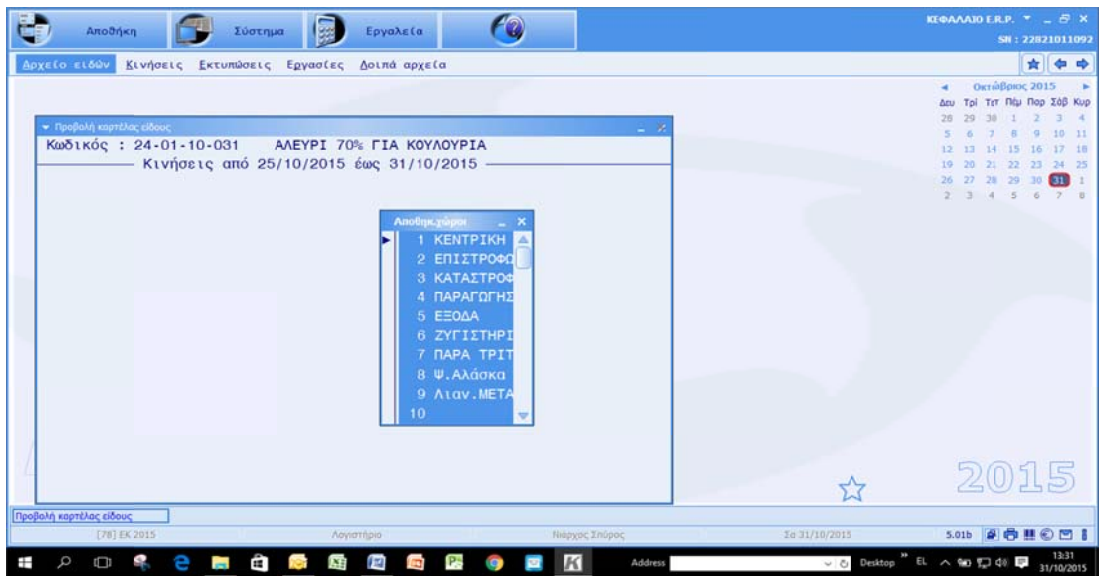 Αποθήκη Σύστημα Εργαλεία
ΚΕΦΑΛΑΙΟ E.R.P.
SN : 22821011092
Αρχείο ειδών Κινήσεις Εκτυπώσεις Εργασίες Λοιπά αρχεία
Οκτώβριος 2015
Δευ Τρί Τετ Πέμ Παρ Σάβ Κυρ
28 29 30 1 2 3 4
5 6 7 8 9 10 11
12 13 14 15 16 17 18
19 20 21 22 23 24 25
26 27 28 29 30 31 1
2 3 4 5 6 7 8
Προβολή καρτέλας είδους
Κωδικός : 24-01-10-031 ΑΛΕΥΡΙ 70% ΓΙΑ ΚΟΥΛΟΥΡΙΑ
Κινήσεις από 25/10/2015 έως 31/10/2015
Αποθηκ.χώροι
1 ΚΕΝΤΡΙΚΗ
2 ΕΠΙΣΤΡΟΦΩ
3 ΚΑΤΑΣΤΡΟΦ
4 ΠΑΡΑΓΩΓΗΣ
5 ΕΞΟΔΑ
6 ΖΥΓΙΣΤΗΡΙ
7 ΠΑΡΑ ΤΡΙΤ
8 Ψ.Αλάσκα
9 Λιαν.ΜΕΤΑ
10
2015
Προβολή καρτέλας είδους
[78] ΕΚ 2015 Λογιστήριο Νιάρχος Σπύρος Σα 31/10/2015 5.01b
Address Desktop EL 13:31
31/10/2015